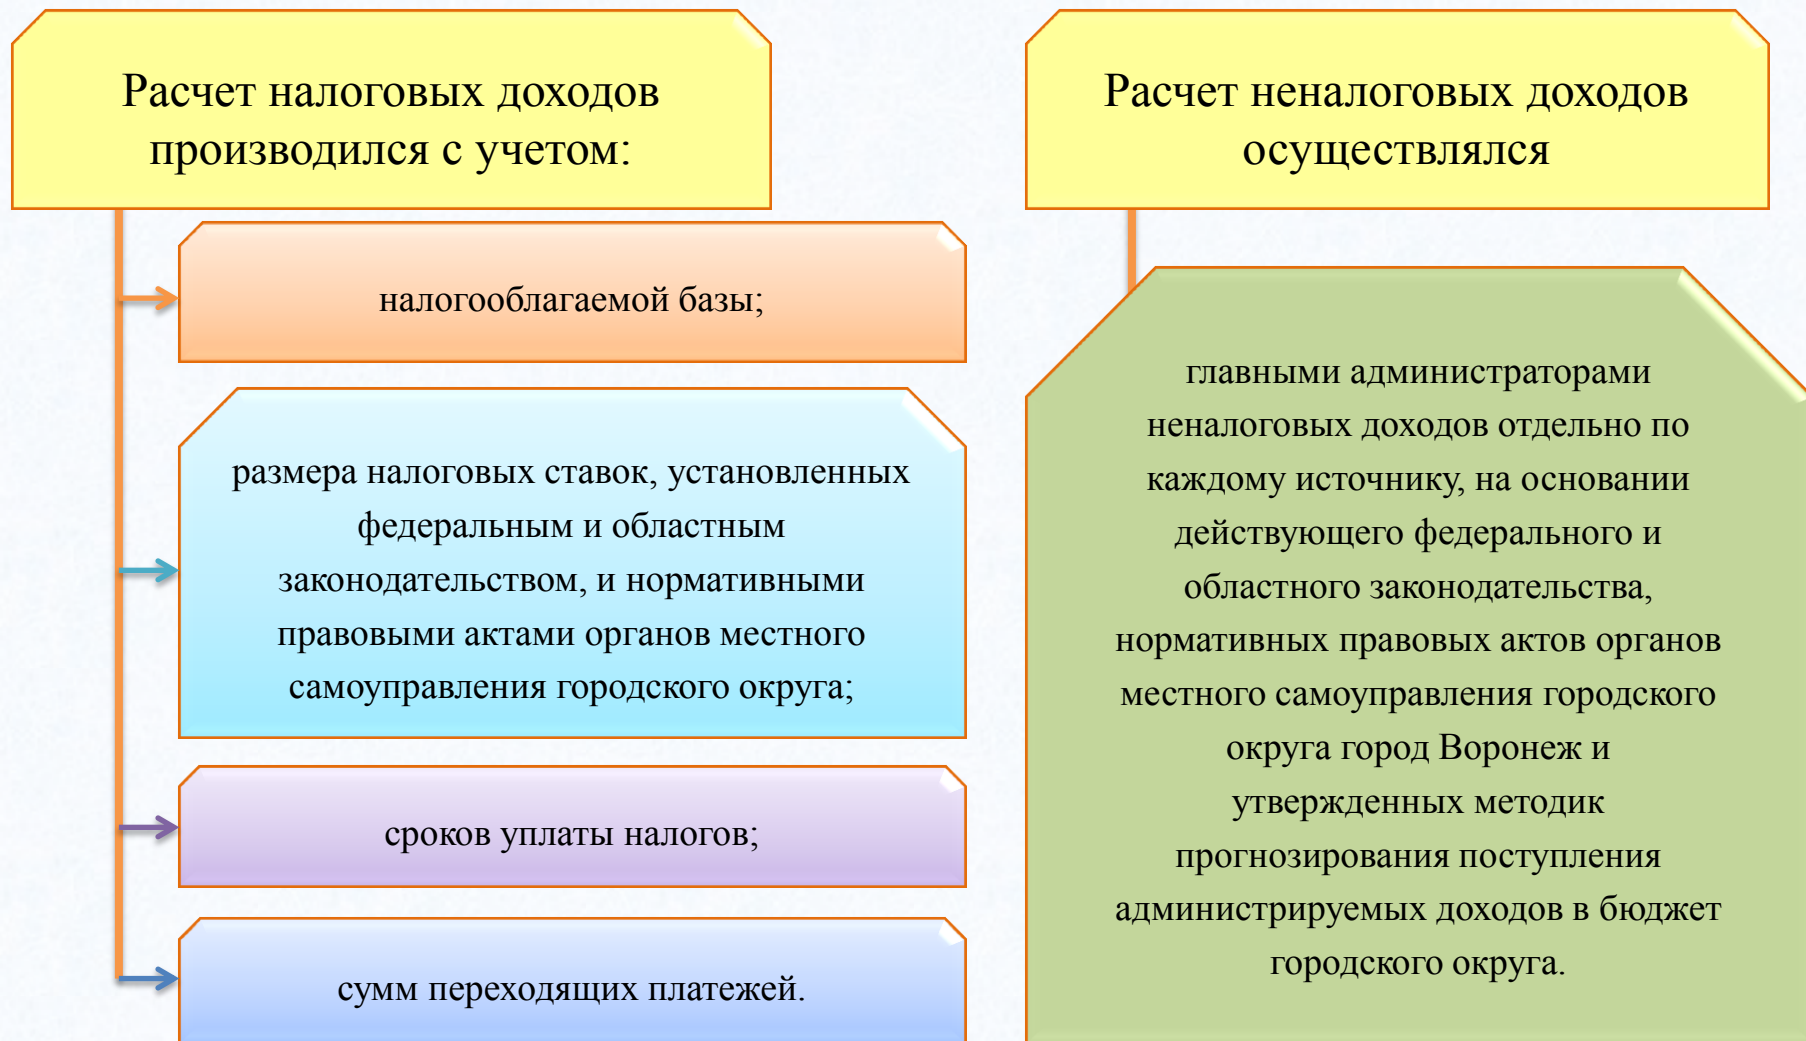 Расчет налоговых доходов
производился с учетом:
налогооблагаемой базы;
размера налоговых ставок, установленных
федеральным и областным
законодательством, и нормативными
правовыми актами органов местного
самоуправления городского округа;
сроков уплаты налогов;
сумм переходящих платежей.
Расчет неналоговых доходов
осуществлялся
главными администраторами
неналоговых доходов отдельно по
каждому источнику, на основании
действующего федерального и
областного законодательства,
нормативных правовых актов органов
местного самоуправления городского
округа город Воронеж и
утвержденных методик
прогнозирования поступления
администрируемых доходов в бюджет
городского округа.